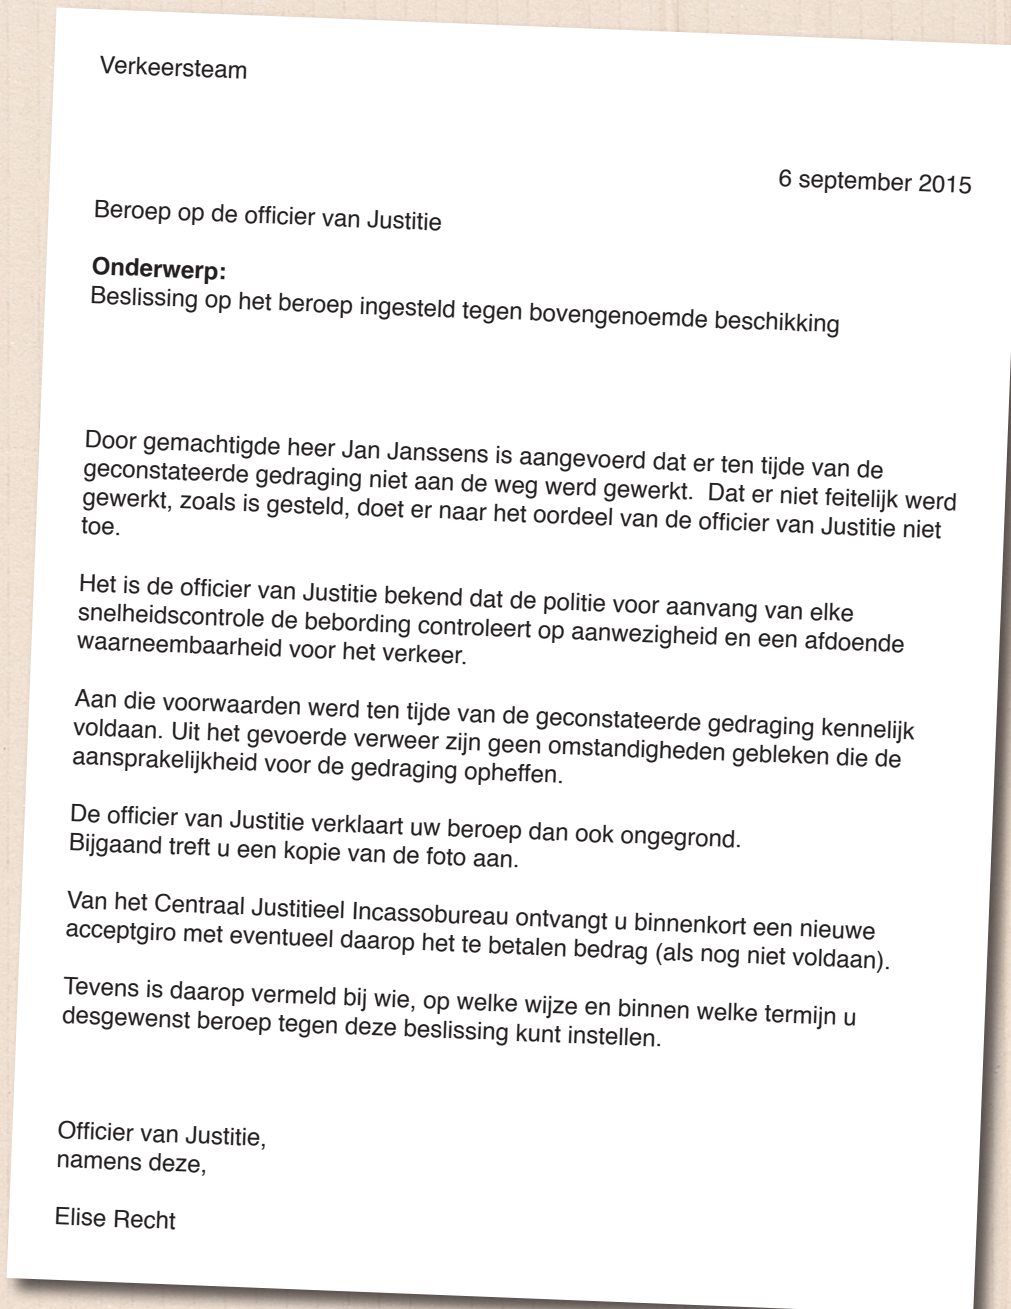 Verkeersteam
6 september 2015
Beroep op de officier van Justitie
Onderwerp:
Beslissing op het beroep ingesteld tegen bovengenoemde beschikking
Door gemachtigde heer Jan Janssens is aangevoerd dat er ten tijde van de
geconstateerde gedraging niet aan de weg werd gewerkt.  Dat er niet feitelijk werd
gewerkt, zoals is gesteld, doet er naar het oordeel van de officier van Justitie niet
toe.
Het is de officier van Justitie bekend dat de politie voor aanvang van elke
snelheidscontrole de bebording controleert op aanwezigheid en een afdoende
waarneembaarheid voor het verkeer.
Aan die voorwaarden werd ten tijde van de geconstateerde gedraging kennelijk
voldaan. Uit het gevoerde verweer zijn geen omstandigheden gebleken die de
aansprakelijkheid voor de gedraging opheffen.
De officier van Justitie verklaart uw beroep dan ook ongegrond.
Bijgaand treft u een kopie van de foto aan.
Van het Centraal Justitieel Incassobureau ontvangt u binnenkort een nieuwe
acceptgiro met eventueel daarop het te betalen bedrag (als nog niet voldaan).
Tevens is daarop vermeld bij wie, op welke wijze en binnen welke termijn u
desgewenst beroep tegen deze beslissing kunt instellen.
Officier van Justitie,
namens deze,
Elise Recht